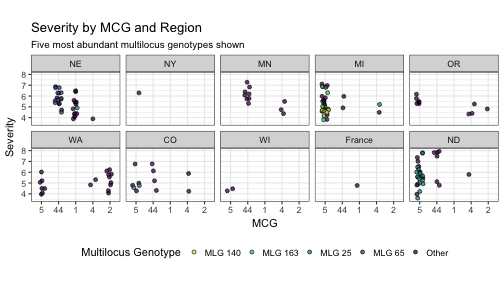 Severity by MCG and Region
Five most abundant multilocus genotypes shown
NE NY MN MI OR
8
7
6
5
4
WA CO WI France ND
8
7
6
5
4
Severity
5 44 1 4 2 5 44 1 4 2 5 44 1 4 2 5 44 1 4 2 5 44 1 4 2
MCG
Multilocus Genotype MLG 140 MLG 163 MLG 25 MLG 65 Other